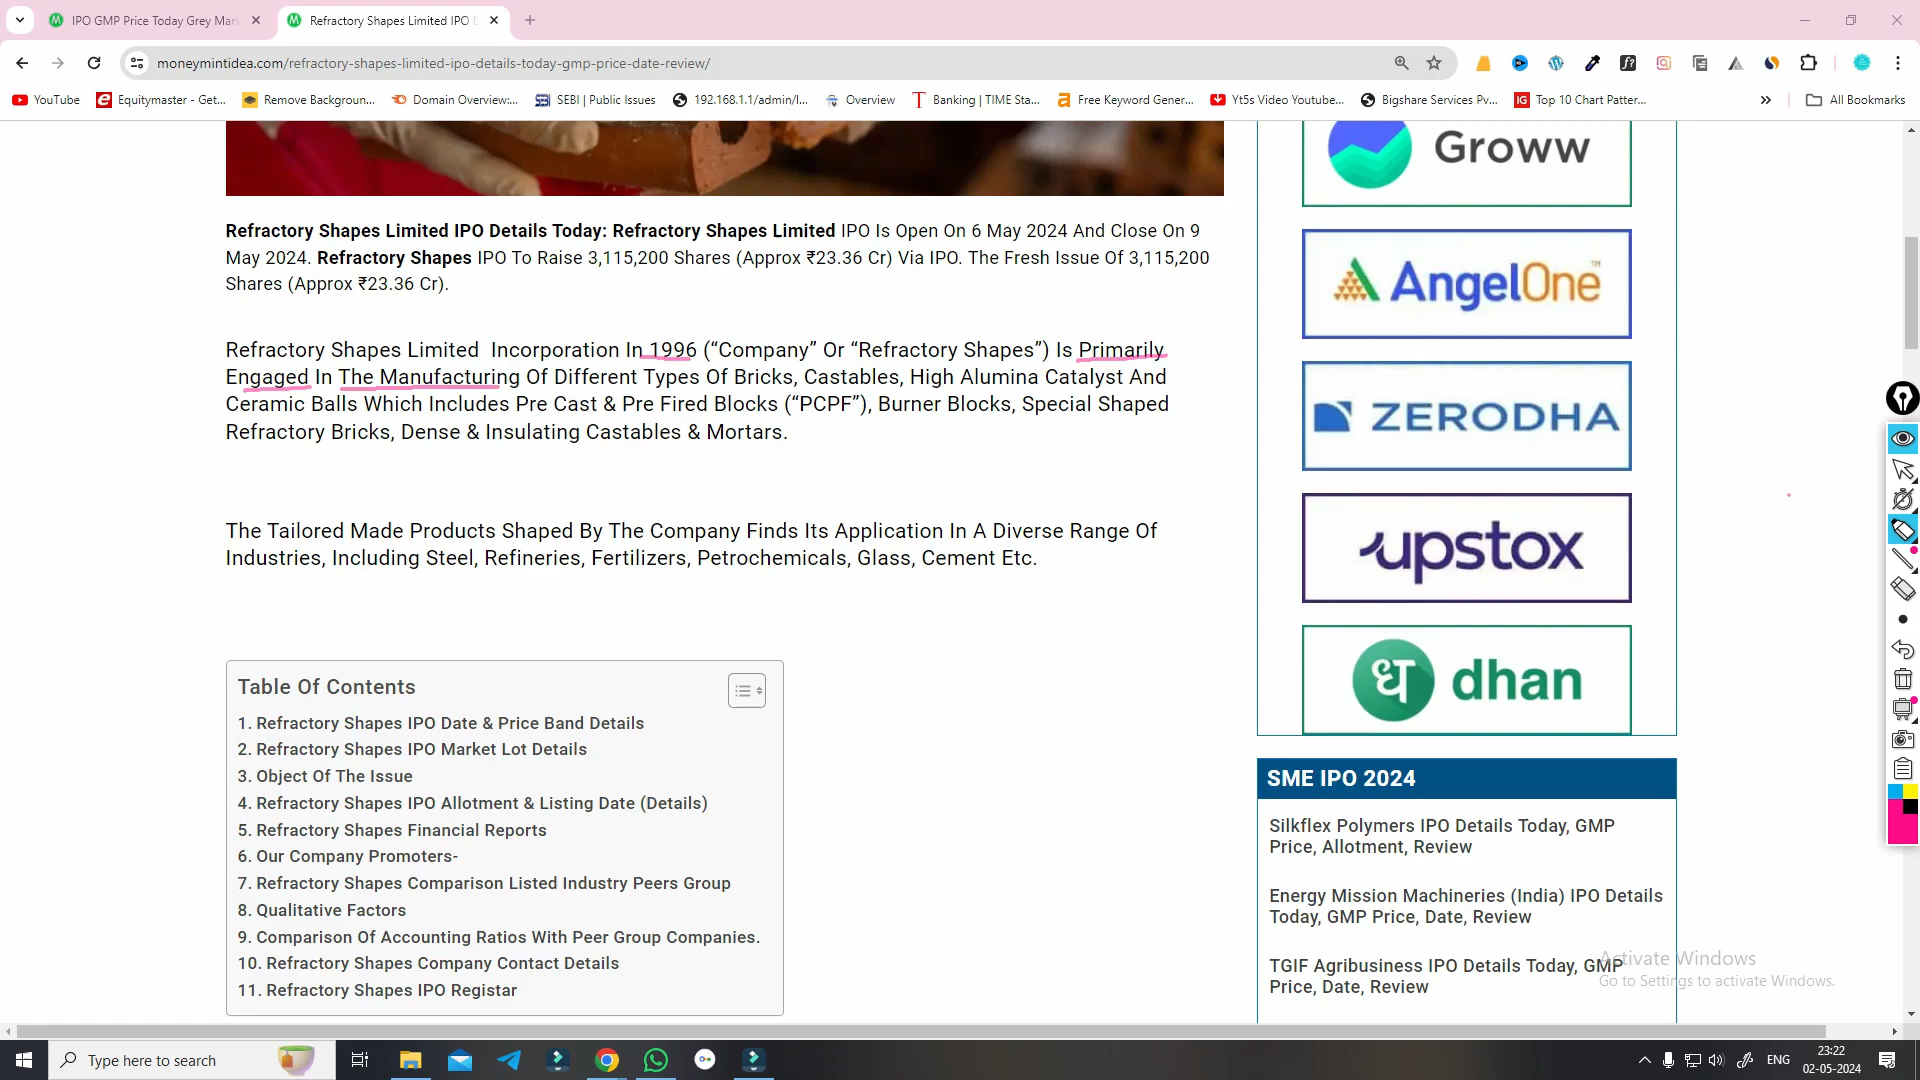 IPO GMP Price Today Grey Mar
Refractory Shapes Limited IPO D
moneymintidea.com/refractory-shapes-limited-ipo-details-today-gmp-price-date-review/
YouTube
Equitymaster - Get...
Remove Backgroun...
Domain Overview:...
SEBI | Public Issues
192.168.1.1/admin/l...
Overview
Banking | TIME Sta...
Free Keyword Gener...
Yt5s Video Youtube...
Bigshare Services Pv...
Top 10 Chart Patter...
All Bookmarks
Refractory Shapes Limited IPO Details Today: Refractory Shapes Limited IPO Is Open On 6 May 2024 And Close On 9
May 2024. Refractory Shapes IPO To Raise 3,115,200 Shares (Approx ₹23.36 Cr) Via IPO. The Fresh Issue Of 3,115,200
Shares (Approx ₹23.36 Cr).
Refractory Shapes Limited Incorporation In 1996 (“Company” Or “Refractory Shapes”) Is Primarily
Engaged In The Manufacturing Of Different Types Of Bricks, Castables, High Alumina Catalyst And
Ceramic Balls Which Includes Pre Cast & Pre Fired Blocks (“PCPF”), Burner Blocks, Special Shaped
Refractory Bricks, Dense & Insulating Castables & Mortars.
The Tailored Made Products Shaped By The Company Finds Its Application In A Diverse Range Of
Industries, Including Steel, Refineries, Fertilizers, Petrochemicals, Glass, Cement Etc.
Table Of Contents
1. Refractory Shapes IPO Date & Price Band Details
2. Refractory Shapes IPO Market Lot Details
3. Object Of The Issue
4. Refractory Shapes IPO Allotment & Listing Date (Details)
5. Refractory Shapes Financial Reports
6. Our Company Promoters-
7. Refractory Shapes Comparison Listed Industry Peers Group
8. Qualitative Factors
9. Comparison Of Accounting Ratios With Peer Group Companies.
10. Refractory Shapes Company Contact Details
11. Refractory Shapes IPO Registar
Groww
AngelOne™
ZERODHA
upstox
ध dhan
SME IPO 2024
Silkflex Polymers IPO Details Today, GMP
Price, Allotment, Review
Energy Mission Machineries (India) IPO Details
Today, GMP Price, Date, Review
TGIF Agribusiness IPO Details Today, GMP
Price, Date, Review
Activate Windows
Go to Settings to activate Windows.
Type here to search
ENG
23:22
02-05-2024